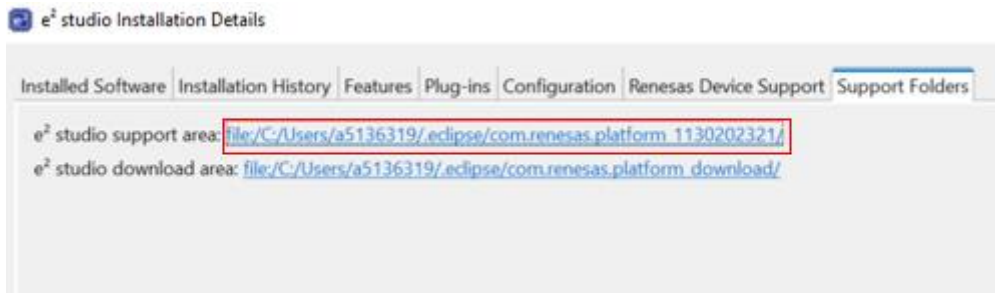 e² studio Installation Details
Installed Software Installation History Features Plug-ins Configuration Renesas Device Support Support Folders
e² studio support area: file:/C:/Users/a5136319/.eclipse/com.renesas.platform_1130202321/
e² studio download area: file:/C:/Users/a5136319/.eclipse/com.renesas.platform_download/